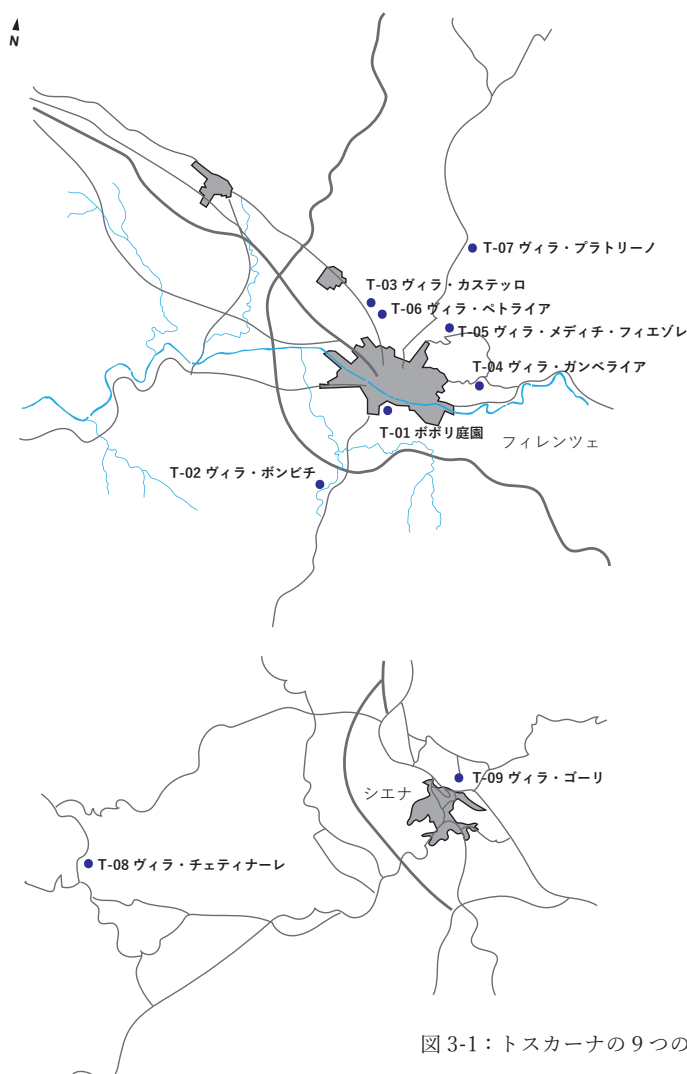 N
T-07 ヴィラ・プラトリーノ
T-03 ヴィラ・カステッロ
T-06 ヴィラ・ペトライア
T-05 ヴィラ・メディチ・フィエゾレ
T-04 ヴィラ・ガンベライア
T-01 ボボリ庭園
フィレンツェ
T-02 ヴィラ・ボンビチ
T-09 ヴィラ・ゴーリ
シエナ
T-08 ヴィラ・チェティナーレ
図 3-1：トスカーナの 9 つの